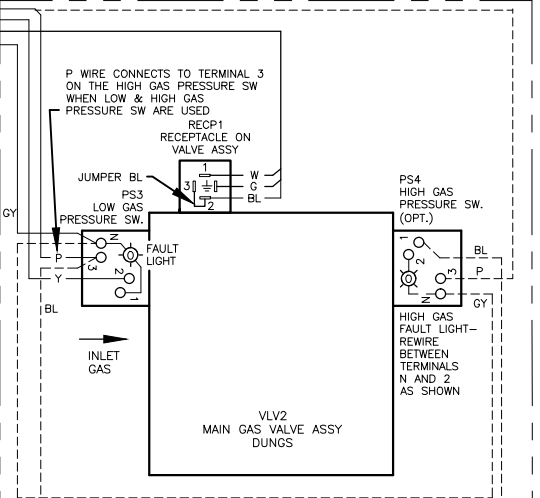 P WIRE CONNECTS TO TERMINAL 3
ON THE HIGH GAS PRESSURE SW
WHEN LOW & HIGH GAS
PRESSURE SW ARE USED
RECP1
RECEPTACLE ON
VALVE ASSY
JUMPER BL
1
3
2
W
G
BL
PS3
LOW GAS
PRESSURE SW.
GY
P
Y
BL
N
3
2
1
FAULT
LIGHT
INLET
GAS
PS4
HIGH GAS
PRESSURE SW.
(OPT.)
1
2
3
N
BL
P
GY
HIGH GAS
FAULT LIGHT–
REWIRE
BETWEEN
TERMINALS
N AND 2
AS SHOWN
VLV2
MAIN GAS VALVE ASSY
DUNGS